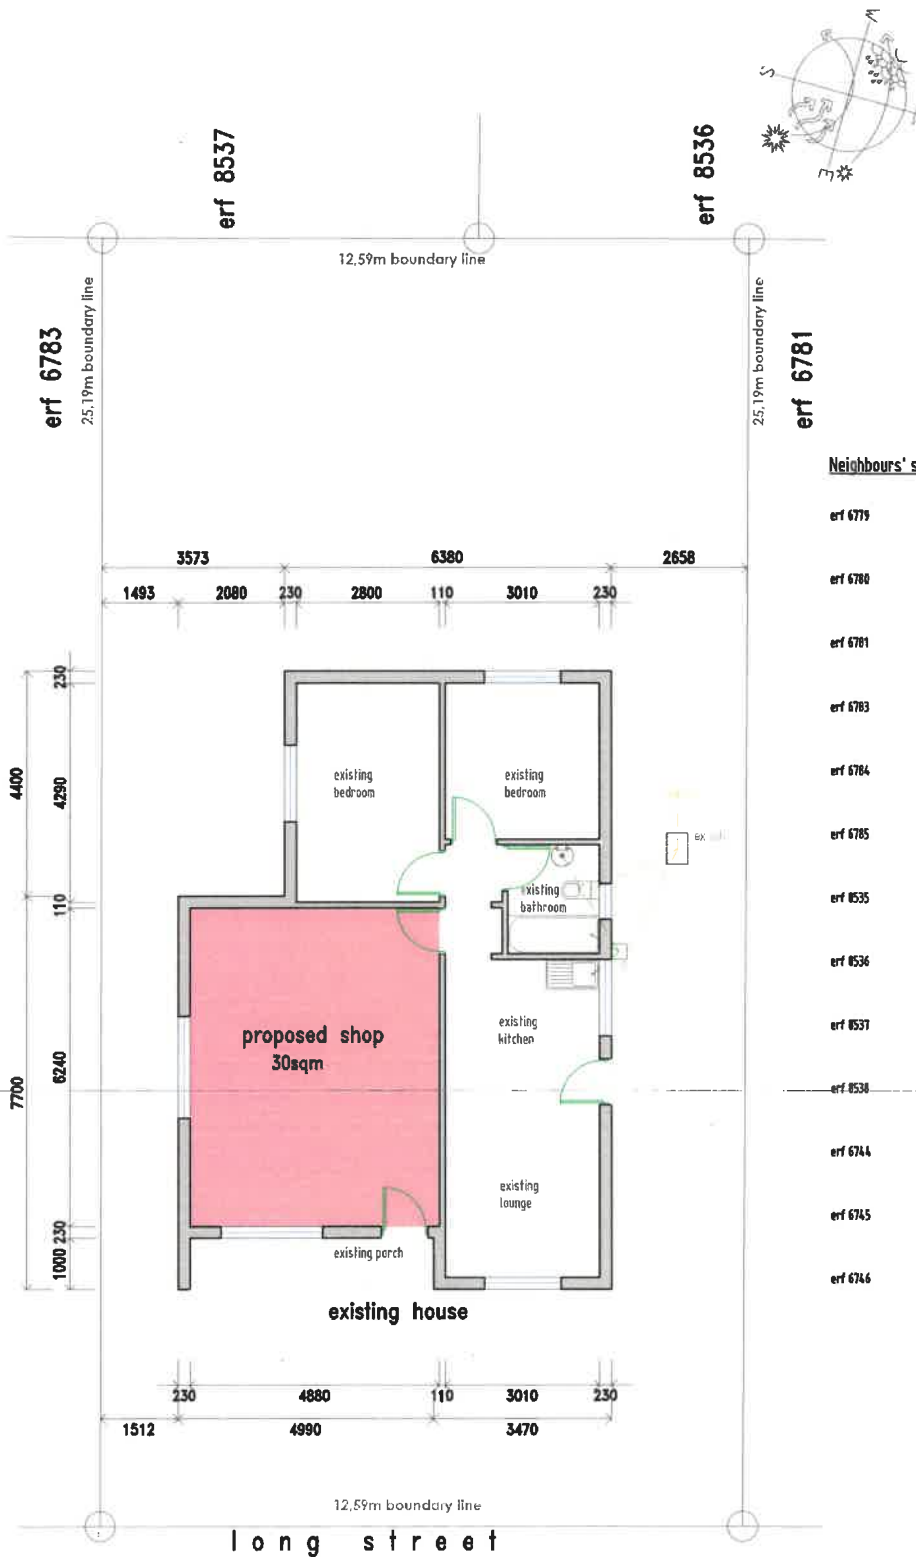 W
S
E
erf 8537
erf 8536
12,59m boundary line
erf 6783
25,19m boundary line
25,19m boundary line
erf 6781
Neighbours' s
erf 6779
erf 6780
erf 6781
erf 6783
erf 6784
erf 6785
erf 8535
erf 8536
erf 8537
erf 8538
erf 6744
erf 6745
erf 6746
3573
6380
2658
1493
2080
230
2800
110
3010
230
4400
7700
230
4290
110
6240
230
1000
existing
bedroom
existing
bedroom
ex
existing
bathroom
proposed shop
30sqm
existing
kitchen
existing
lounge
existing porch
existing house
230
4880
110
3010
230
1512
4990
3470
12,59m boundary line
long street